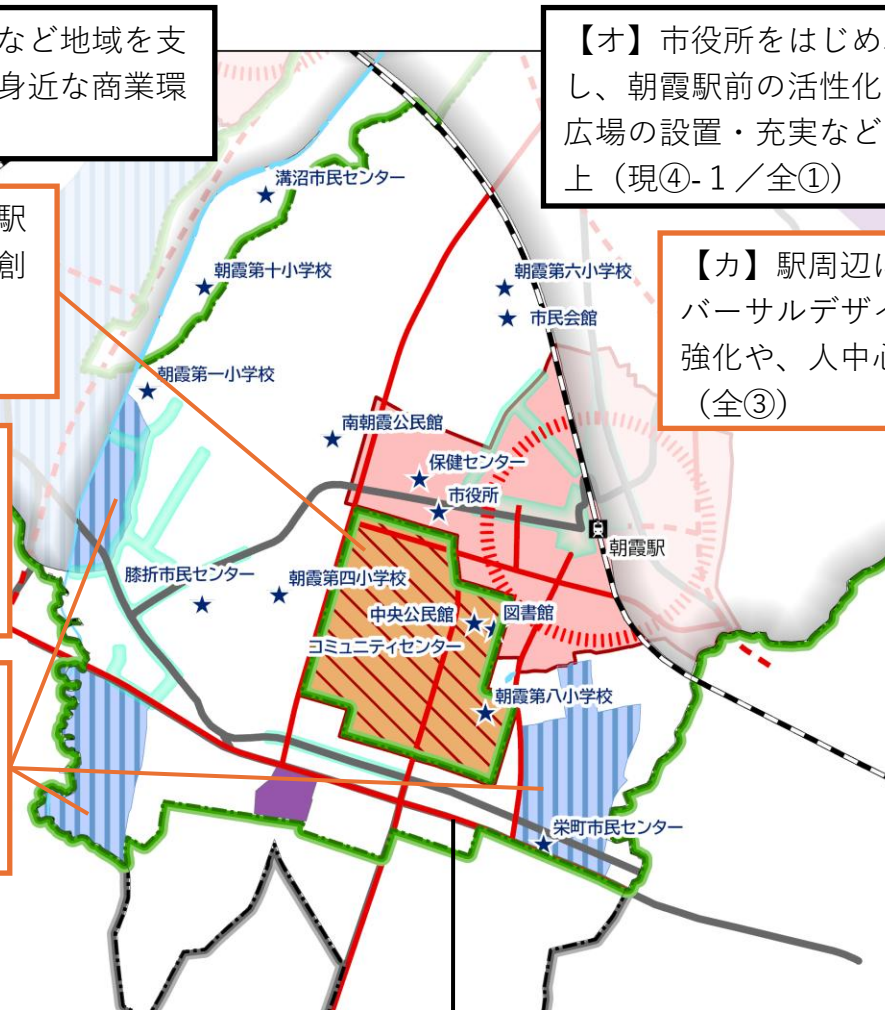 など地域を支
身近な商業環
【オ】市役所をはじめ
し、朝霞駅前の活性化
広場の設置・充実など
上（現④-１／全①）
駅
創
【カ】駅周辺に
バーサルデザイ
強化や、人中心
（全③）
溝沼市民センター
朝霞第十小学校
朝霞第六小学校
市民会館
朝霞第一小学校
南朝霞公民館
保健センター
市役所
朝霞駅
膝折市民センター
朝霞第四小学校
中央公民館
図書館
コミュニティセンター
朝霞第八小学校
栄町市民センター